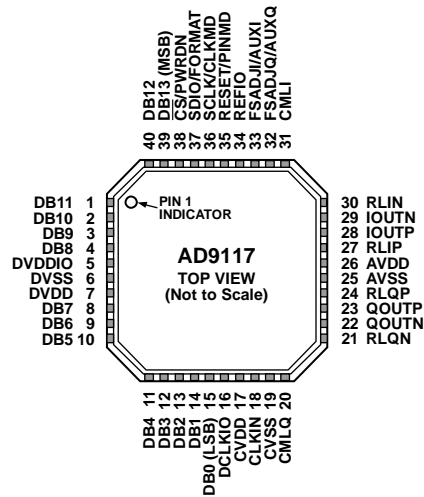 40 DB12
39 DB13 (MSB)
38 CS/PWRDN
37 SDIO/FORMAT
36 SCLK/CLKMD
35 RESET/PINMD
34 REFIO
33 FSADJI/AUXI
32 FSADJQ/AUXQ
31 CMLI
DB11 1
DB10 2
DB9 3
DB8 4
DVDDIO 5
DVSS 6
DVDD 7
DB7 8
DB6 9
DB5 10
PIN 1
INDICATOR
AD9117
TOP VIEW
(Not to Scale)
30 RLIN
29 IOUTN
28 IOUTP
27 RLIP
26 AVDD
25 AVSS
24 RLQP
23 QOUTP
22 QOUTN
21 RLQN
DB4 11
DB3 12
DB2 13
DB1 14
DB0 (LSB) 15
DCLKIO 16
CVDD 17
CLKIN 18
CVSS 19
CMLQ 20